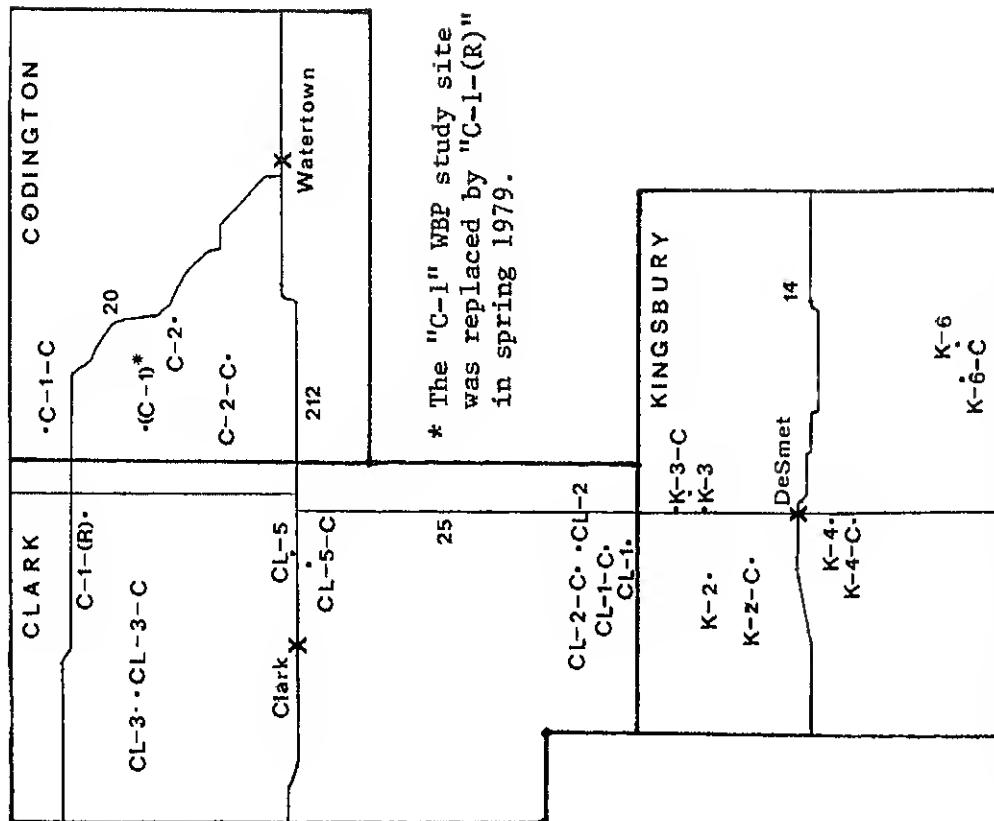 CODINGTON
•C-1-C
20
•(C-1)*
C-2•
C-2-C•
Watertown
212
CLARK
C-1-(R)•
CL-3• •CL-3-C
CL-5
CL-5-C
Clark
25
* The "C-1" WBP study site
was replaced by "C-1-(R)"
in spring 1979.
CL-2-C• •CL-2
CL-1-C•
CL-1•
KINGSBURY
•K-3-C
•K-3
K-2•
K-z-C•
DeSmet
14
K-4•
K-4-C•
K-6
K-6-C